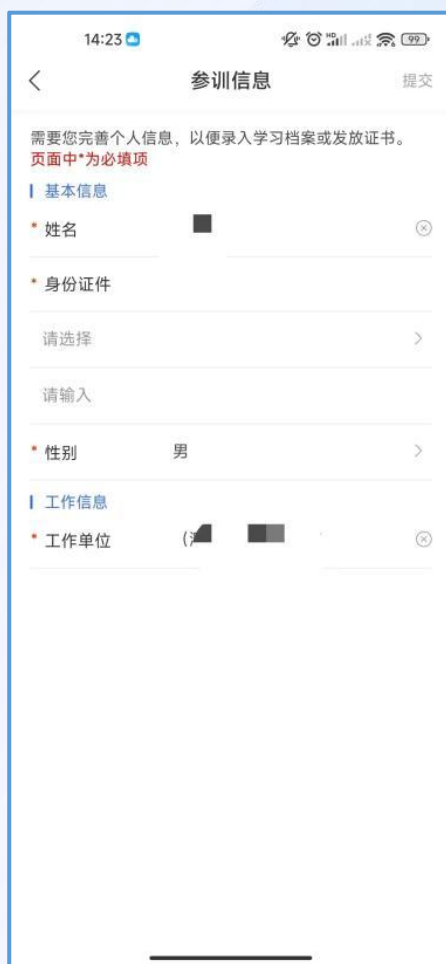 14:23
HD
99
参训信息
提交
需要您完善个人信息，以便录入学习档案或发放证书。
页面中*为必填项
基本信息
* 姓名
* 身份证件
请选择
请输入
* 性别 男
工作信息
* 工作单位 (